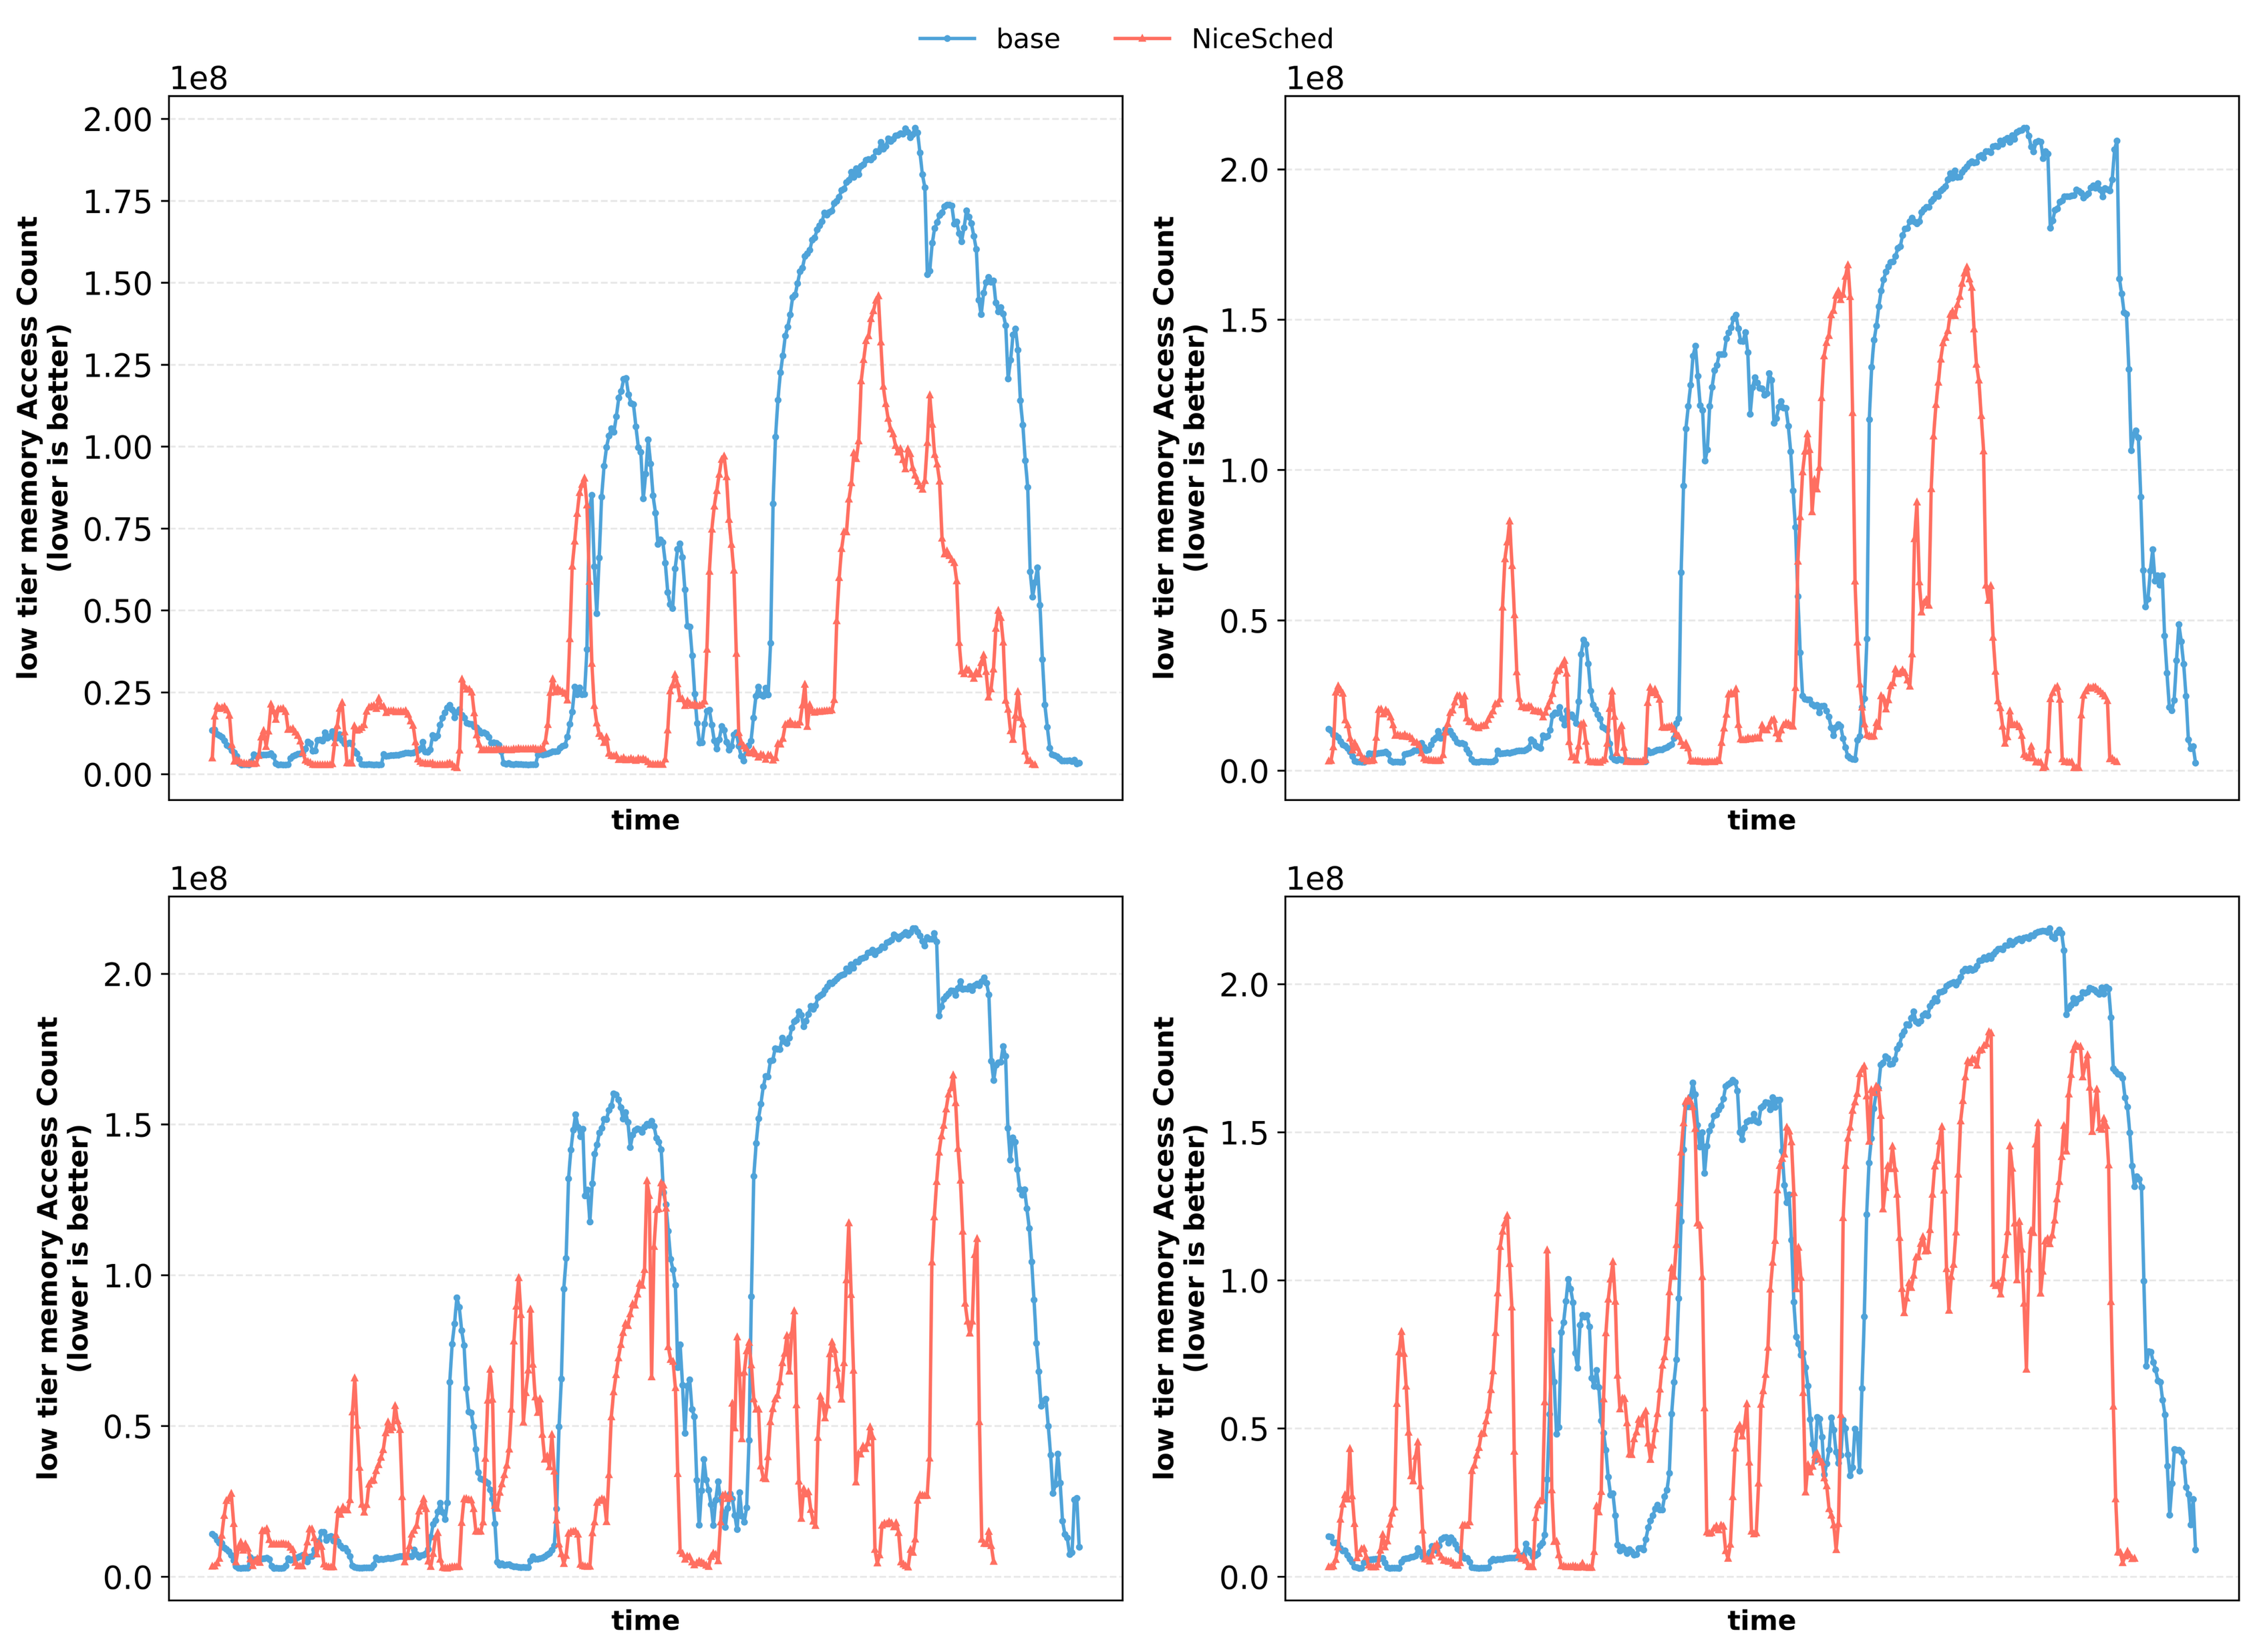 base NiceSched
1e8
2.00
1.75
1.50
1.25
1.00
0.75
0.50
0.25
0.00
low tier memory Access Count
(lower is better)
time
1e8
2.0
1.5
1.0
0.5
0.0
low tier memory Access Count
(lower is better)
time
1e8
2.0
1.5
1.0
0.5
0.0
low tier memory Access Count
(lower is better)
time
1e8
2.0
1.5
1.0
0.5
0.0
low tier memory Access Count
(lower is better)
time